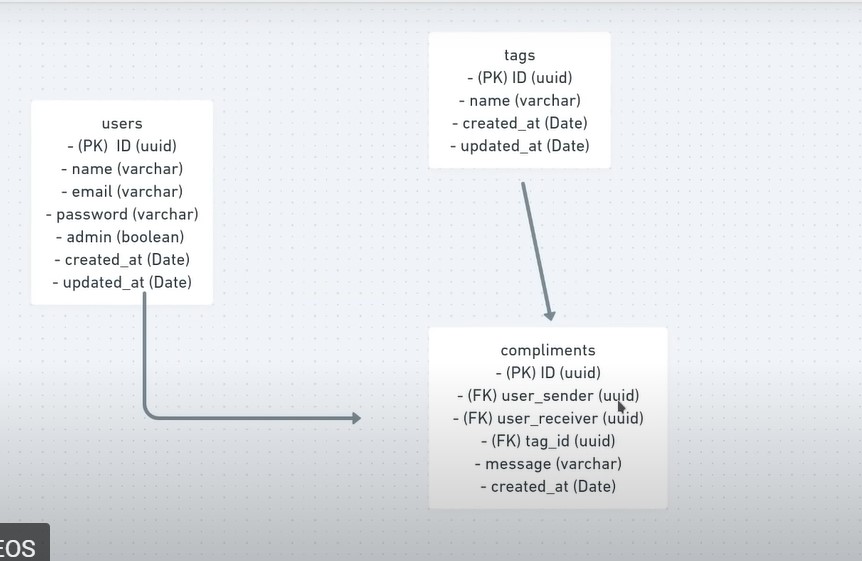 users
- (PK) ID (uuid)
- name (varchar)
- email (varchar)
- password (varchar)
- admin (boolean)
- created_at (Date)
- updated_at (Date)
tags
- (PK) ID (uuid)
- name (varchar)
- created_at (Date)
- updated_at (Date)
compliments
- (PK) ID (uuid)
- (FK) user_sender (uuid)
- (FK) user_receiver (uuid)
- (FK) tag_id (uuid)
- message (varchar)
- created_at (Date)
EOS